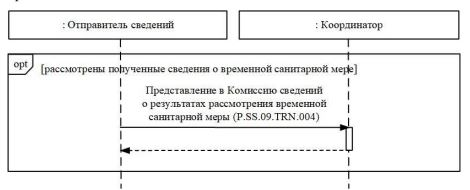 : Отправитель сведений
: Координатор
opt
[рассмотрены полученные сведения о временной санитарной мере]
Представление в Комиссию сведений
о результатах рассмотрения временной
санитарной меры (P.SS.09.TRN.004)